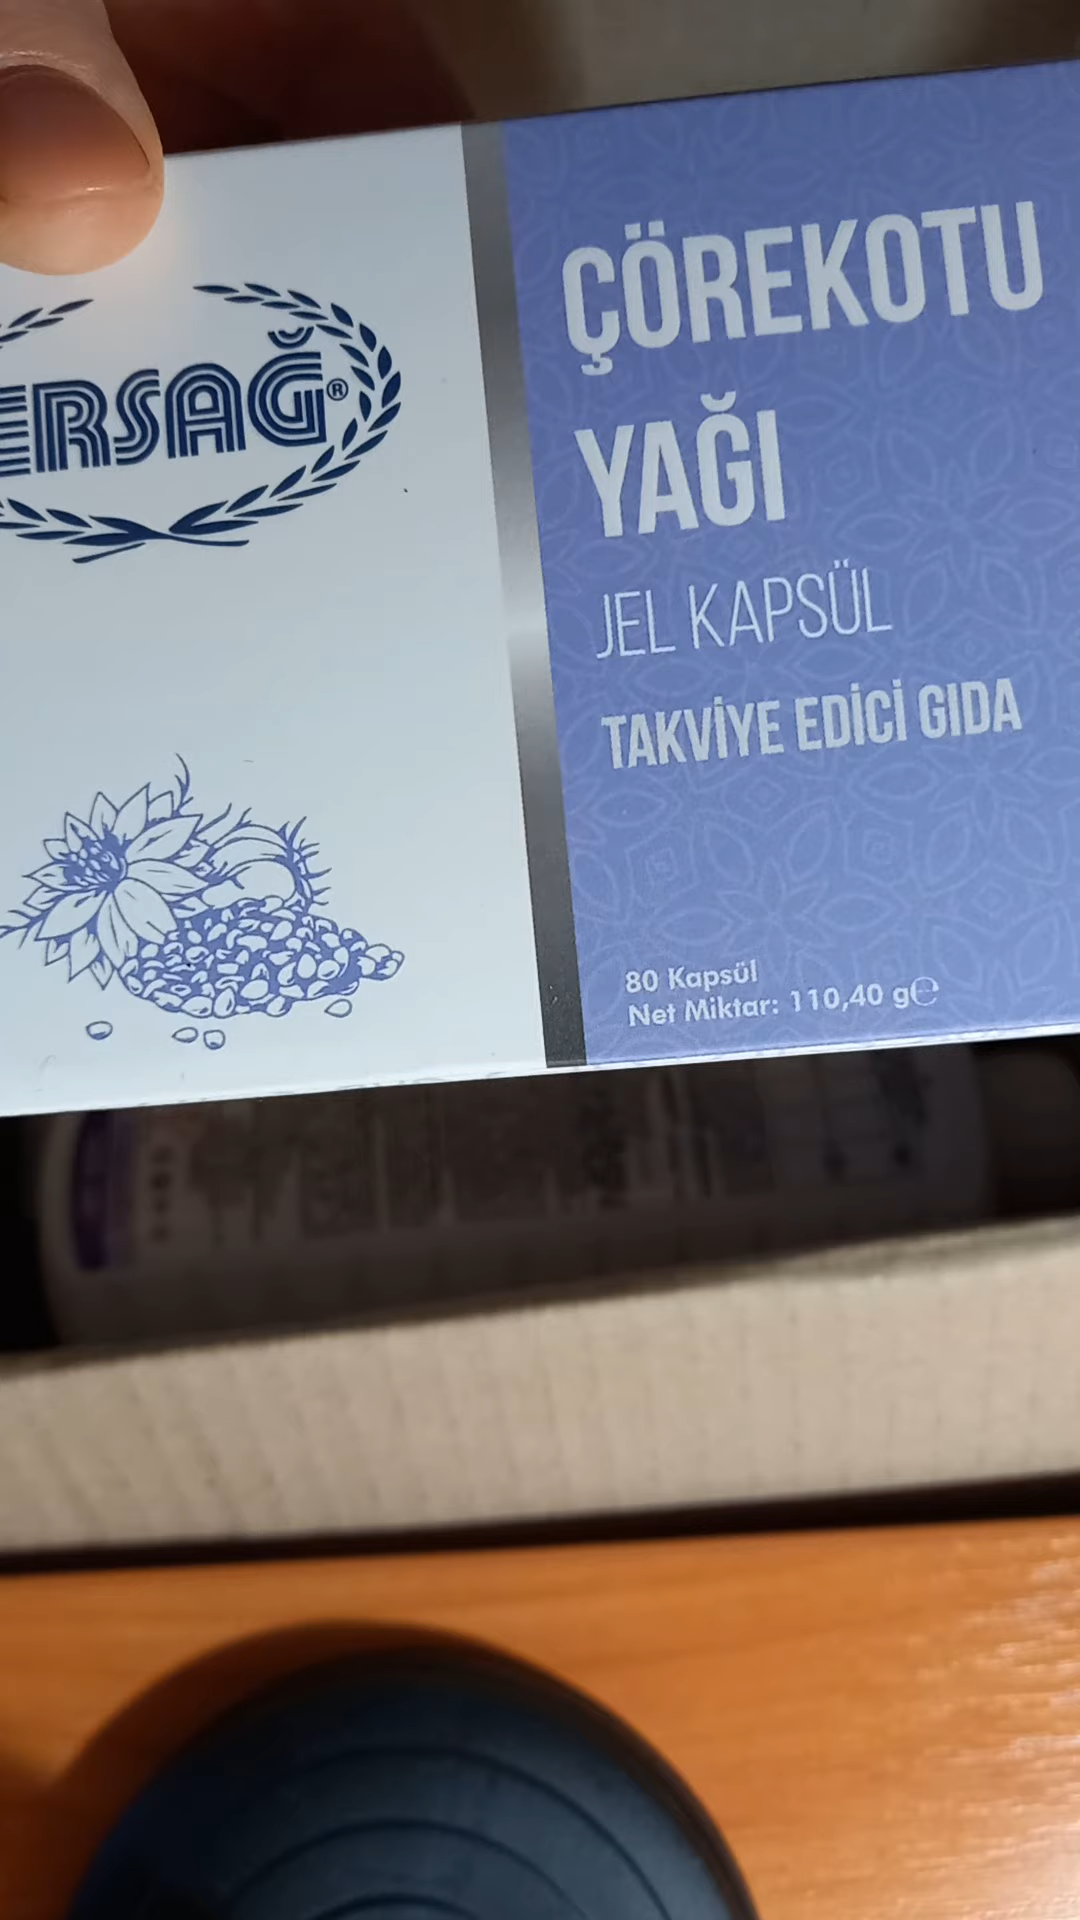 ERSAĞ®
ÇÖREKOTU
YAĞI
JEL KAPSÜL
TAKVİYE EDİCİ GIDA
80 Kapsül
Net Miktar: 110,40 g℮